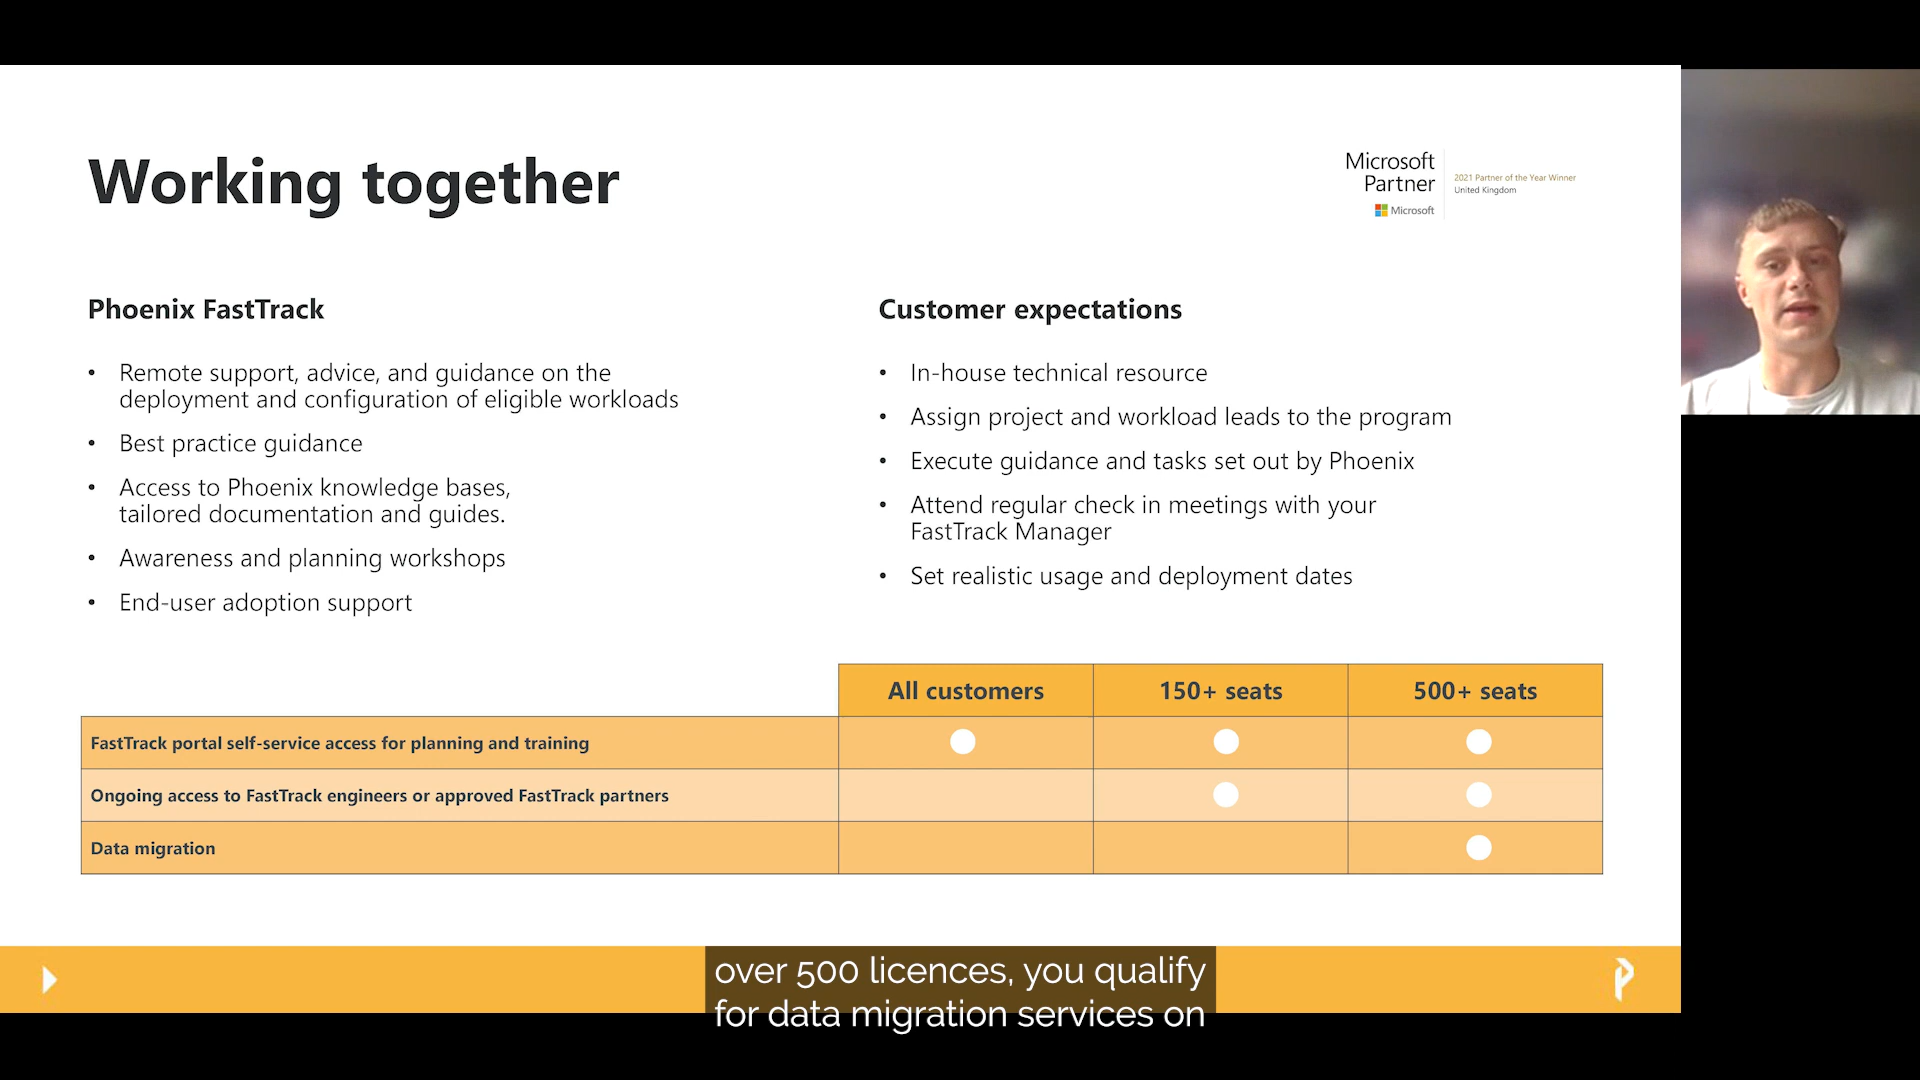 Working together
Microsoft
Partner
Microsoft
2021 Partner of the Year Winner
United Kingdom
Phoenix FastTrack
• Remote support, advice, and guidance on the
deployment and configuration of eligible workloads
• Best practice guidance
• Access to Phoenix knowledge bases,
tailored documentation and guides.
• Awareness and planning workshops
• End-user adoption support
Customer expectations
• In-house technical resource
• Assign project and workload leads to the program
• Execute guidance and tasks set out by Phoenix
• Attend regular check in meetings with your
FastTrack Manager
• Set realistic usage and deployment dates
All customers 150+ seats 500+ seats
FastTrack portal self-service access for planning and training
Ongoing access to FastTrack engineers or approved FastTrack partners
Data migration
over 500 licences, you qualify
for data migration services on